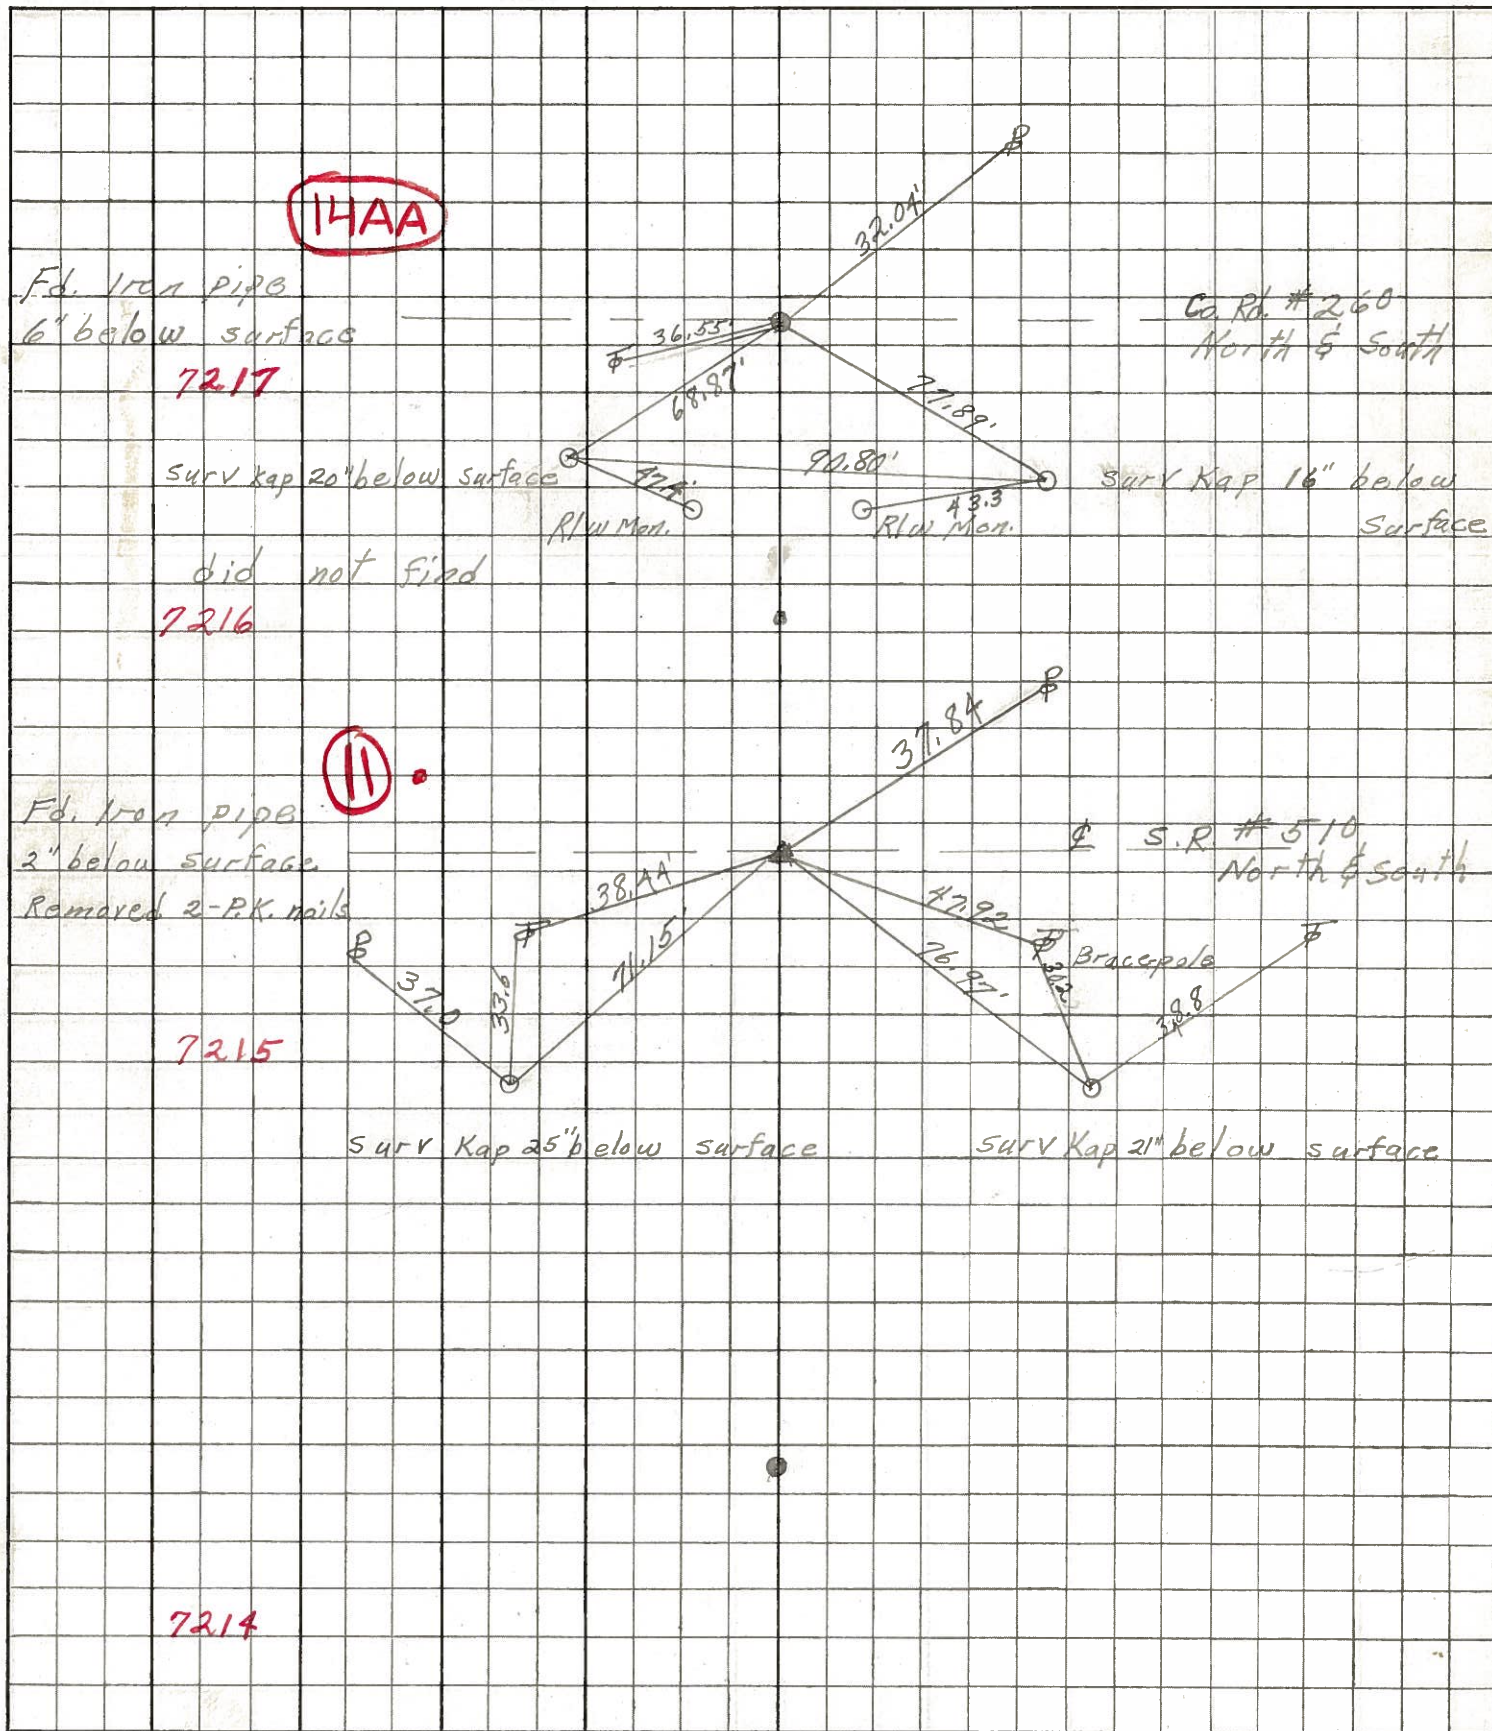 14AA
32.04'
Fd. Iron pipe
6" below surface
7217
Co. Rd. # 260
North & South
36.55'
68.87'
77.89'
90.80'
surv Kap 20" below surface
43.3
Surv Kap 16" below
Surface
R/W Mon.
R/W Mon.
did not find
7216
37.84
11
Fd. Iron pipe
2" below surface
Removed 2-P.K. nails
7215
℄ S.R. # 510
North & South
38.44'
71.15'
47.92
76.97'
Bracepole
37.0
33.6
30.2
38.8
Surv Kap 25" below surface
Surv Kap 21" below surface
7214